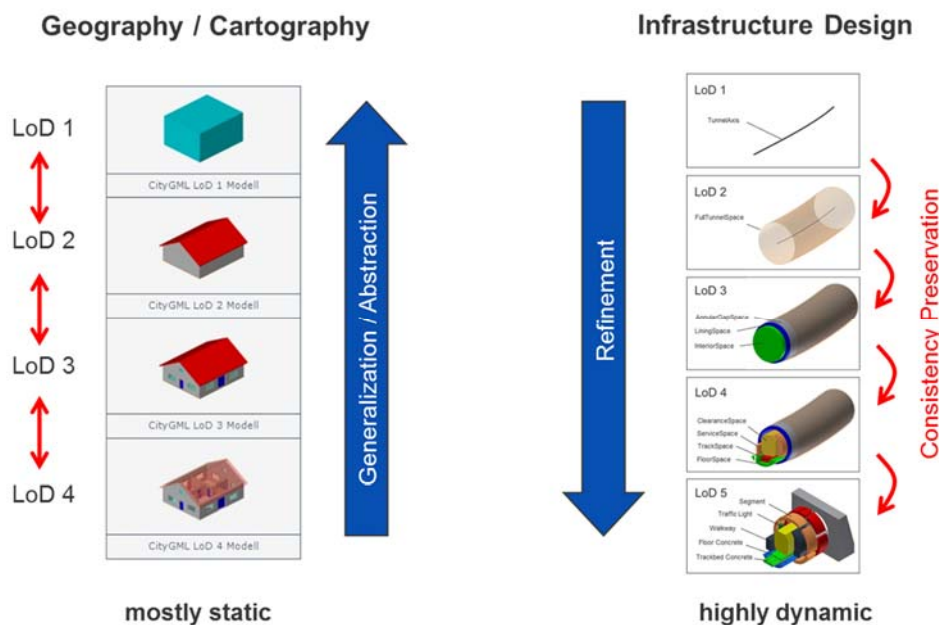 Geography / Cartography
LoD 1
CityGML LoD 1 Modell
LoD 2
CityGML LoD 2 Modell
LoD 3
CityGML LoD 3 Modell
LoD 4
CityGML LoD 4 Modell
Generalization / Abstraction
mostly static
Infrastructure Design
Refinement
LoD 1
TunnelAxis
LoD 2
FullTunnelSpace
LoD 3
AnnularGapSpace
LiningSpace
InteriorSpace
LoD 4
ClearanceSpace
ServiceSpace
TrackSpace
FloorSpace
LoD 5
Segment
Traffic Light
Walkway
Floor Concrete
Trackbed Concrete
Consistency Preservation
highly dynamic